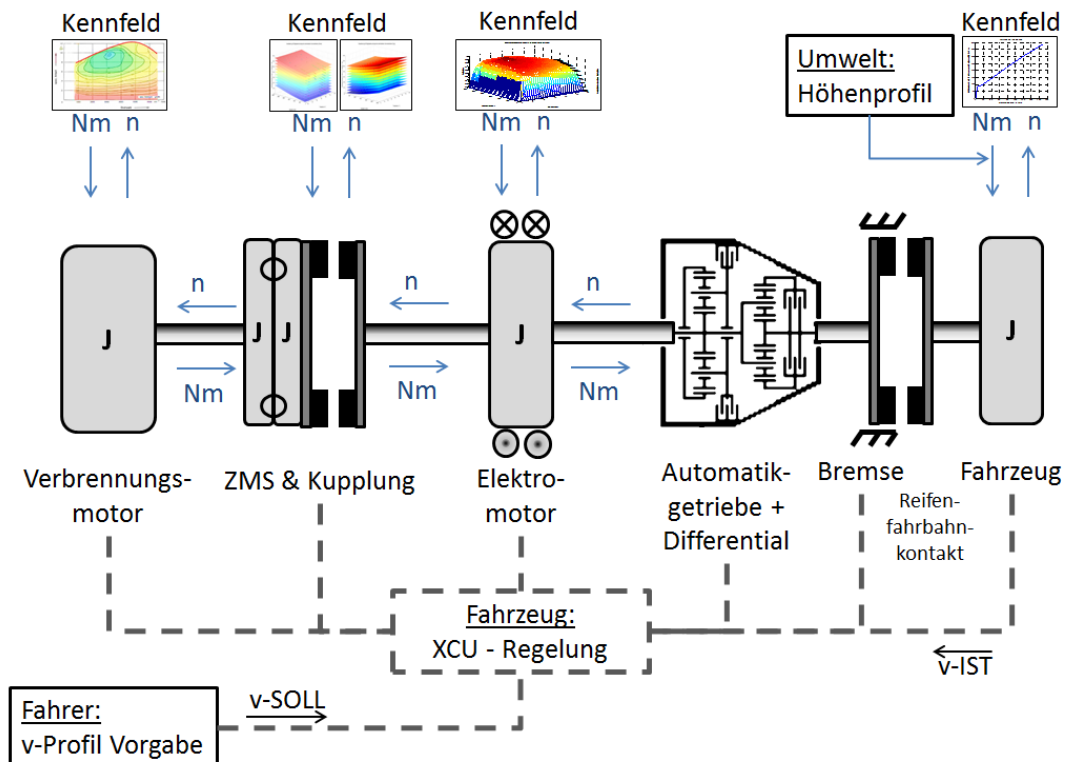 Kennfeld
Kennfeld
Kennfeld
Kennfeld
Umwelt:
Höhenprofil
Nm n
Nm n
Nm n
Nm n
n
n
n
J
J J
J
J
Nm
Nm
Nm
Verbrennungs-
motor
ZMS & Kupplung
Elektro-
motor
Automatik-
getriebe +
Differential
Bremse
Reifen-
fahrbahn-
kontakt
Fahrzeug
Fahrzeug:
XCU - Regelung
v-IST
v-SOLL
Fahrer:
v-Profil Vorgabe